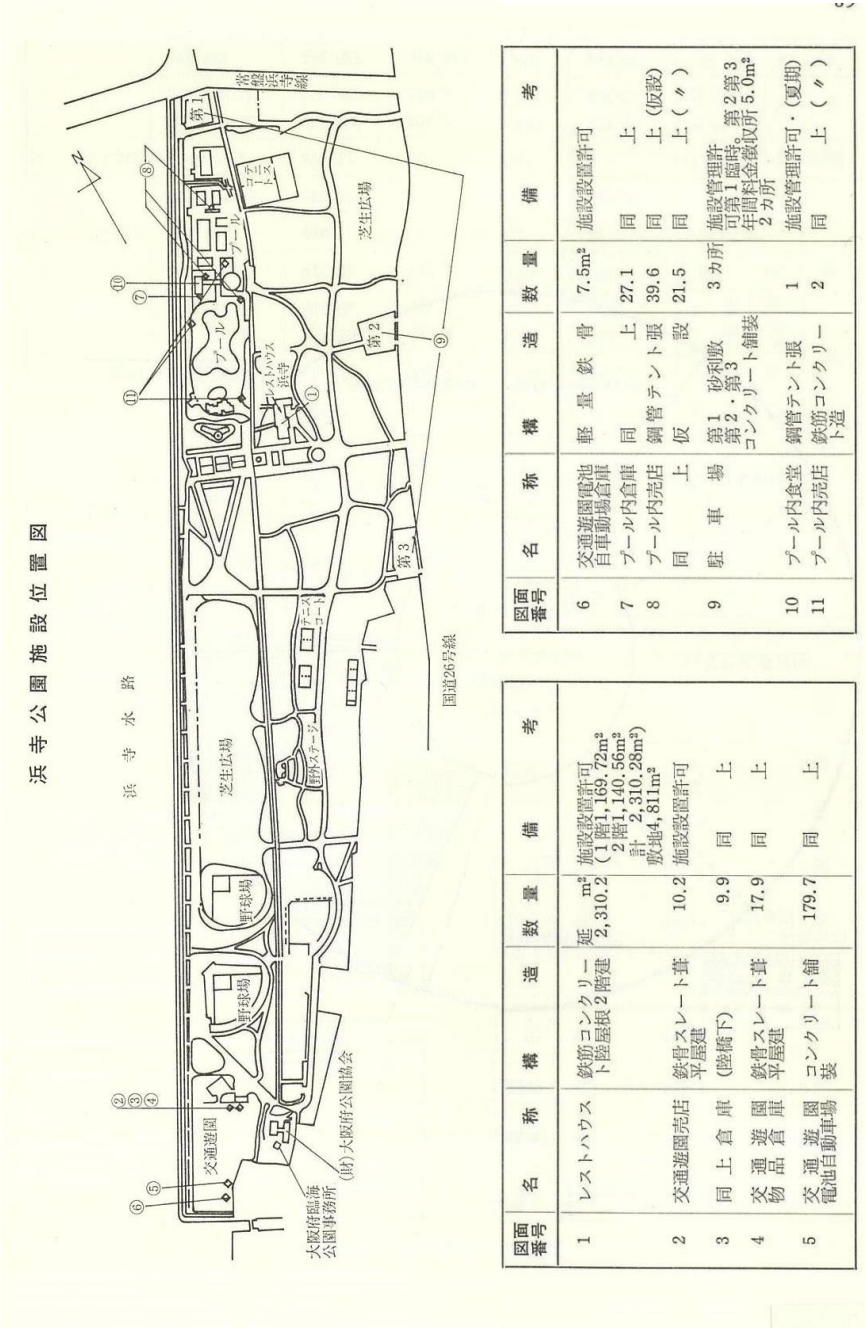 浜寺公園施設位置図
浜寺水路
交通遊園
野球場
野球場
芝生広場
野外ステージ
テニスコート
第3
国道26号線
レストハウス
浜寺
①
プール
プール
テニス
コート
芝生広場
第1
第2
常盤浜寺線
⑥
⑤
②
③
④
⑪
⑦
⑩
⑧
⑨
大阪府臨海
公園事務所
(財)大阪府公園協会
図面番号 名称 構造 数量 備考
1 レストハウス 鉄筋コンクリー
ト陸屋根2階建 延 m²
2,310.2 施設設置許可
(1階1,169.72m²
2階1,140.56m²
計 2,310.28m²)
敷地4,811m²
2 交通遊園売店 鉄骨スレート葺
平屋建 10.2 施設設置許可
3 同上倉庫 (陸橋下) 9.9 同上
4 交通遊園
物品倉庫 鉄骨スレート葺
平屋建 17.9 同上
5 交通遊園
電池自動車場 コンクリート舗
装 179.7 同上
図面番号 名称 構造 数量 備考
6 交通遊園電池
自車動場倉庫 軽量鉄骨 7.5m² 施設設置許可
7 プール内倉庫 同上 27.1 同上
8 プール内売店 鋼管テント張 39.6 同上(仮設)
同上 仮設 21.5 同上(〃)
9 駐車場 第1 砂利敷
第2・第3
コンクリート舗装 3カ所 施設管理許
可第1臨時。第2第3
年間料金徴収所5.0m²
2カ所
10 プール内食堂 鋼管テント張 1 施設管理許可・(夏期)
11 プール内売店 鉄筋コンクリー
ト造 2 同上(〃)